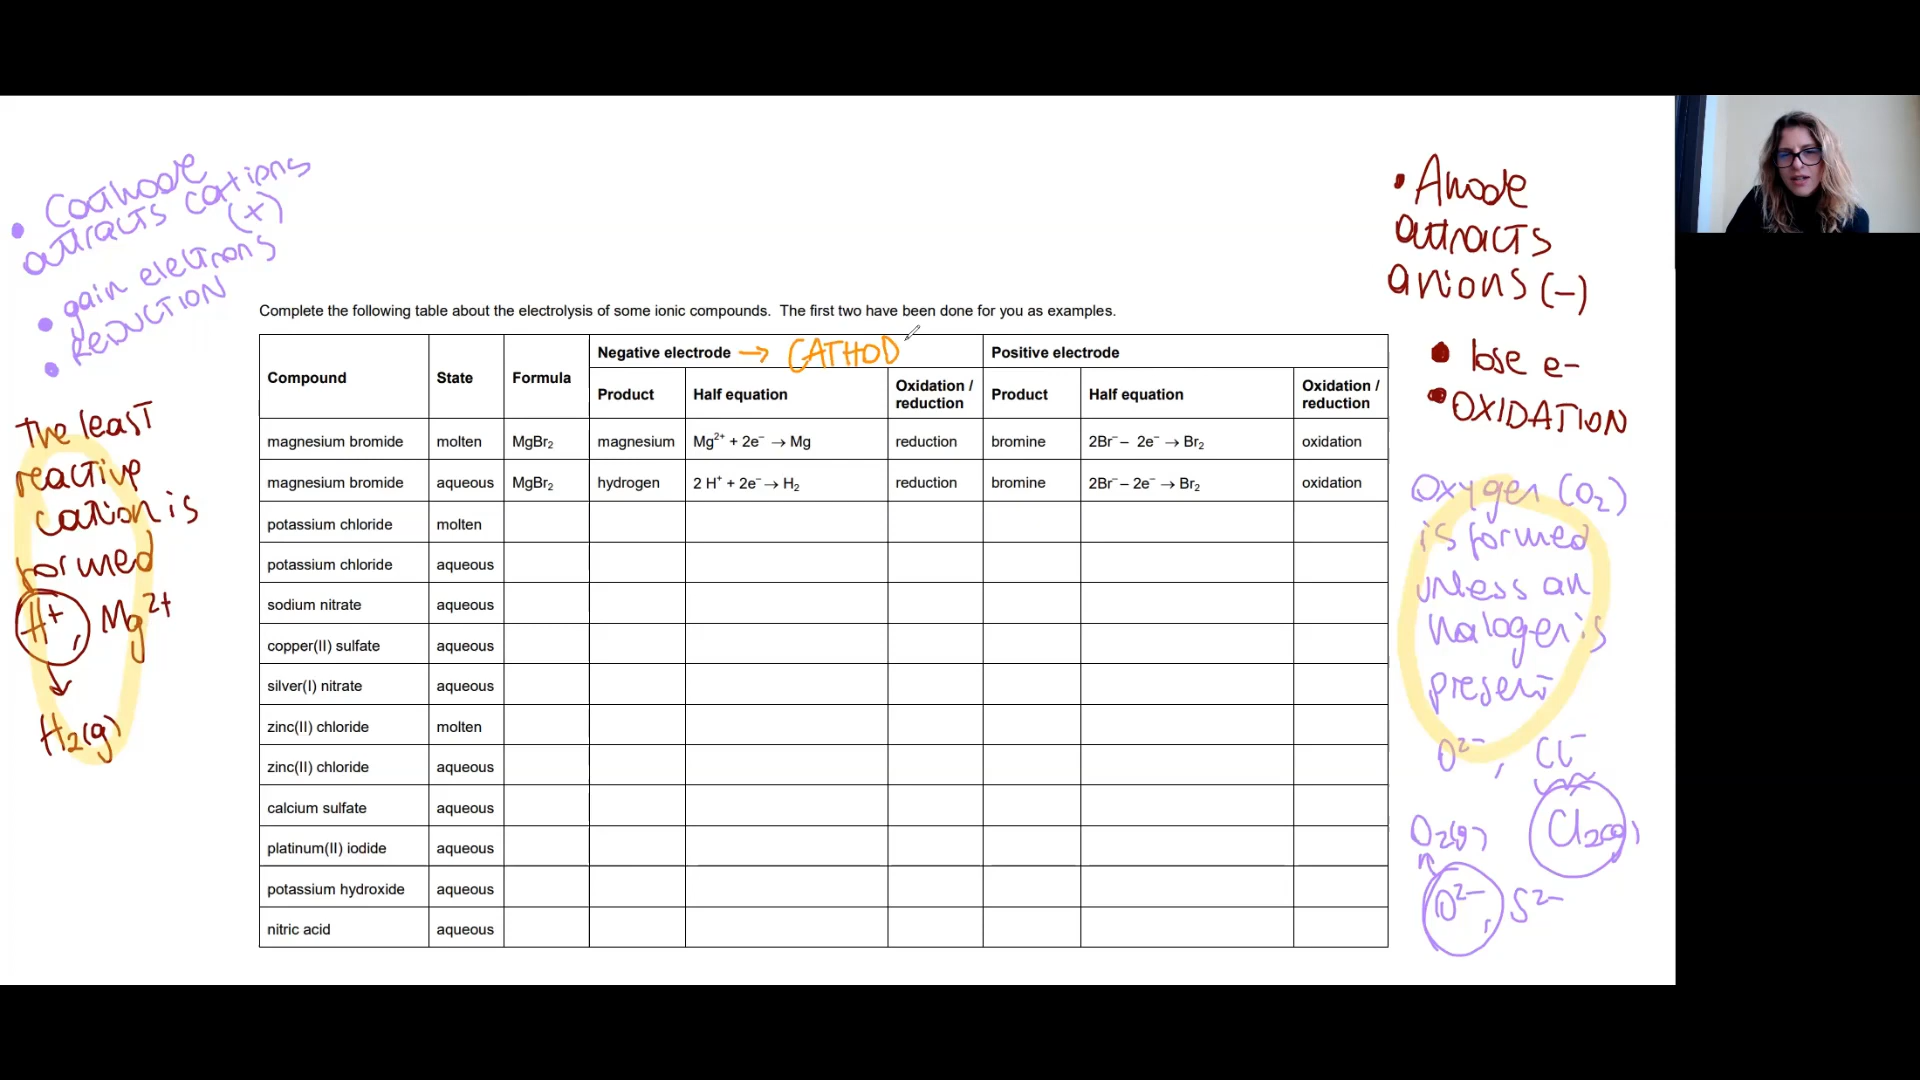 • Cathode
attracts cations
(+)
• gain eletrons
• REDUCTION
The least
reactive
cation is
formed
H+, Mg2+
H2(g)
Complete the following table about the electrolysis of some ionic compounds. The first two have been done for you as examples.
Compound State Formula Negative electrode → CATHOD Positive electrode
Product Half equation Oxidation / reduction Product Half equation Oxidation / reduction
magnesium bromide molten MgBr₂ magnesium Mg²⁺ + 2e⁻ → Mg reduction bromine 2Br⁻ – 2e⁻ → Br₂ oxidation
magnesium bromide aqueous MgBr₂ hydrogen 2 H⁺ + 2e⁻ → H₂ reduction bromine 2Br⁻ – 2e⁻ → Br₂ oxidation
potassium chloride molten
potassium chloride aqueous
sodium nitrate aqueous
copper(II) sulfate aqueous
silver(I) nitrate aqueous
zinc(II) chloride molten
zinc(II) chloride aqueous
calcium sulfate aqueous
platinum(II) iodide aqueous
potassium hydroxide aqueous
nitric acid aqueous
• Anode
attracts
anions (–)
• lose e–
• OXIDATION
Oxygen (O₂)
is formed
unless an
halogen is
present
O²⁻, Cl⁻
O₂(g) Cl₂(g)
O²⁻, S²⁻